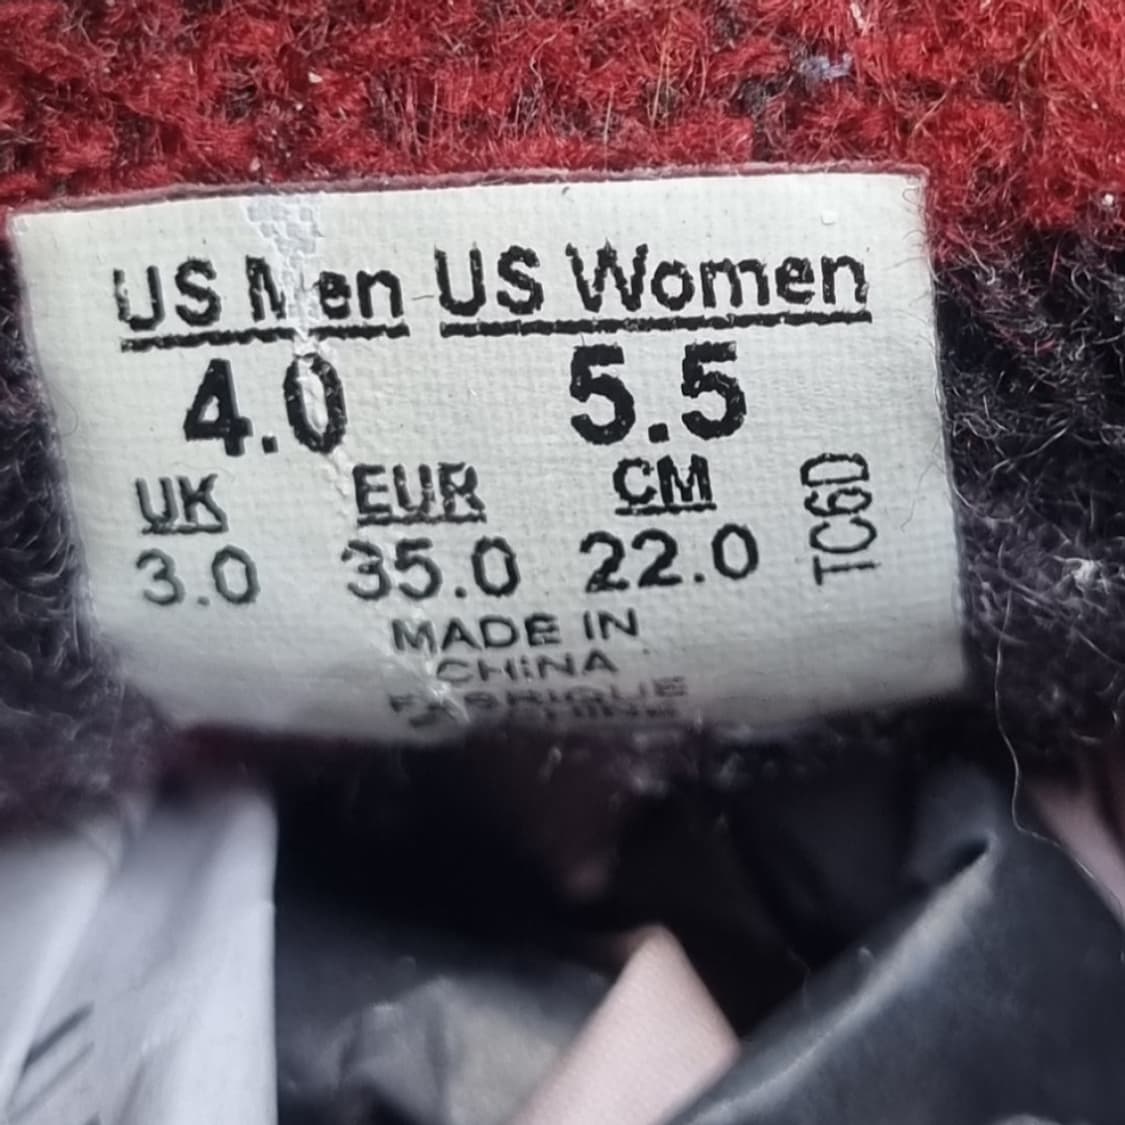 US Men US Women
4.0 5.5
UK EUR CM
3.0 35.0 22.0
TC6D
MADE IN
CHINA